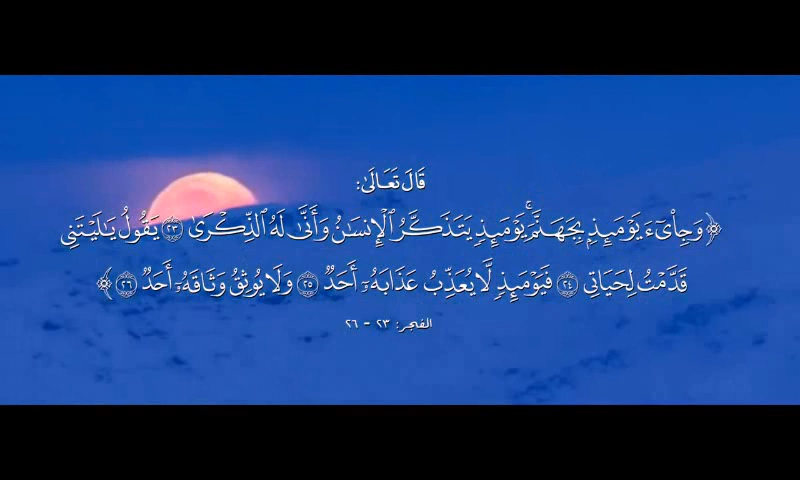 قَالَ تَعَالَىٰ:
﴿ وَجِا۟ىٓءَ يَوْمَئِذِۭ بِجَهَنَّمَ ۚ يَوْمَئِذٍ يَتَذَكَّرُ ٱلْإِنسَٰنُ وَأَنَّىٰ لَهُ ٱلذِّكْرَىٰ ٢٣ يَقُولُ يَٰلَيْتَنِى
قَدَّمْتُ لِحَيَاتِى ٢٤ فَيَوْمَئِذٍ لَّا يُعَذِّبُ عَذَابَهُۥٓ أَحَدٌ ٢٥ وَلَا يُوثِقُ وَثَاقَهُۥٓ أَحَدٌ ٢٦ ﴾
الفجر: ٢٣ - ٢٦